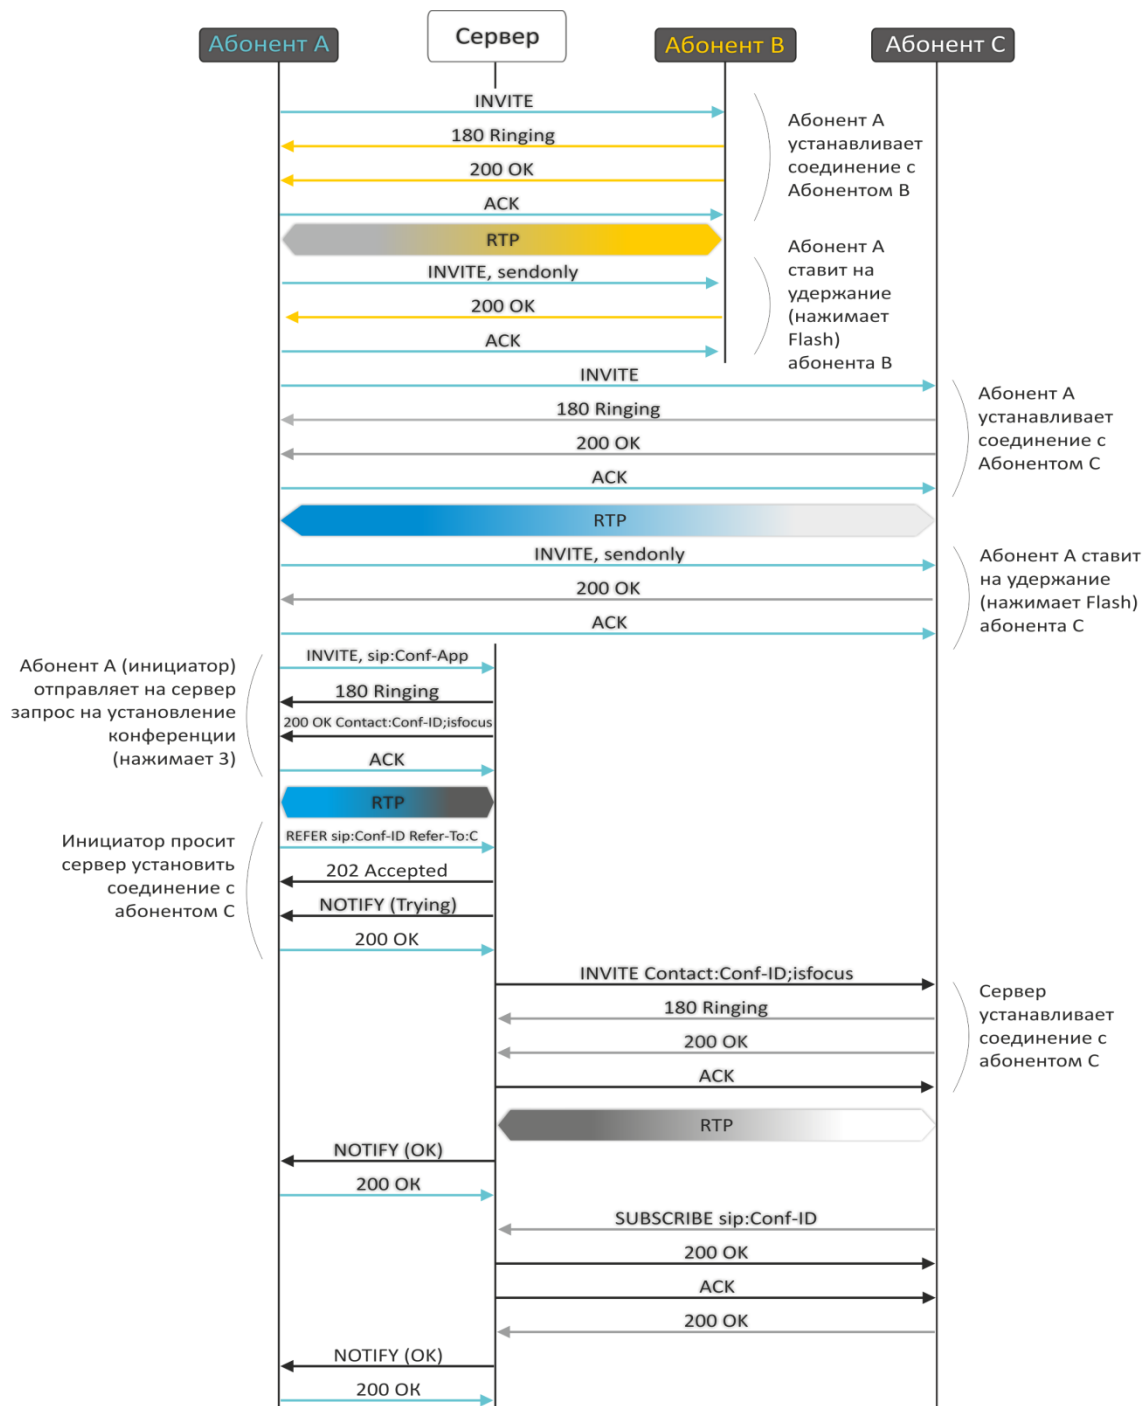 Абонент А
Сервер
Абонент В
Абонент С
INVITE
180 Ringing
200 OK
ACK
RTP
Абонент А
устанавливает
соединение с
Абонентом В
INVITE, sendonly
200 OK
ACK
Абонент А
ставит на
удержание
(нажимает
Flash)
абонента В
INVITE
180 Ringing
200 OK
ACK
RTP
Абонент А
устанавливает
соединение с
Абонентом С
INVITE, sendonly
200 OK
ACK
Абонент А ставит
на удержание
(нажимает Flash)
абонента С
Абонент А (инициатор)
отправляет на сервер
запрос на установление
конференции
(нажимает 3)
INVITE, sip:Conf-App
180 Ringing
200 OK Contact:Conf-ID;isfocus
ACK
RTP
Инициатор просит
сервер установить
соединение с
абонентом С
REFER sip:Conf-ID Refer-To:C
202 Accepted
NOTIFY (Trying)
200 OK
INVITE Contact:Conf-ID;isfocus
180 Ringing
200 OK
ACK
RTP
Сервер
устанавливает
соединение с
абонентом С
NOTIFY (OK)
200 OK
SUBSCRIBE sip:Conf-ID
200 OK
ACK
200 OK
NOTIFY (OK)
200 OK